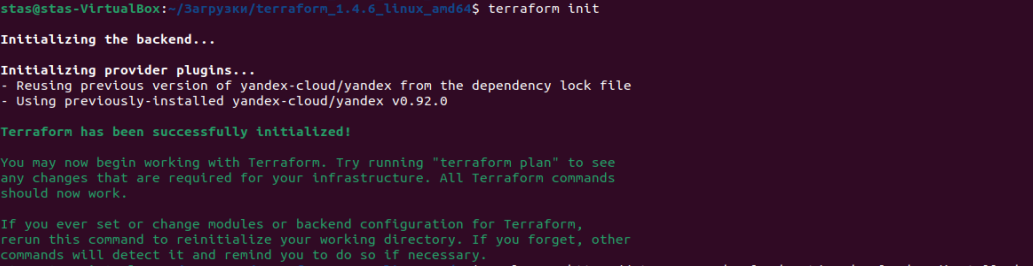 stas@stas-VirtualBox:~/Загрузки/terraform_1.4.6_linux_amd64$ terraform init
Initializing the backend...
Initializing provider plugins...
- Reusing previous version of yandex-cloud/yandex from the dependency lock file
- Using previously-installed yandex-cloud/yandex v0.92.0
Terraform has been successfully initialized!
You may now begin working with Terraform. Try running "terraform plan" to see
any changes that are required for your infrastructure. All Terraform commands
should now work.
If you ever set or change modules or backend configuration for Terraform,
rerun this command to reinitialize your working directory. If you forget, other
commands will detect it and remind you to do so if necessary.